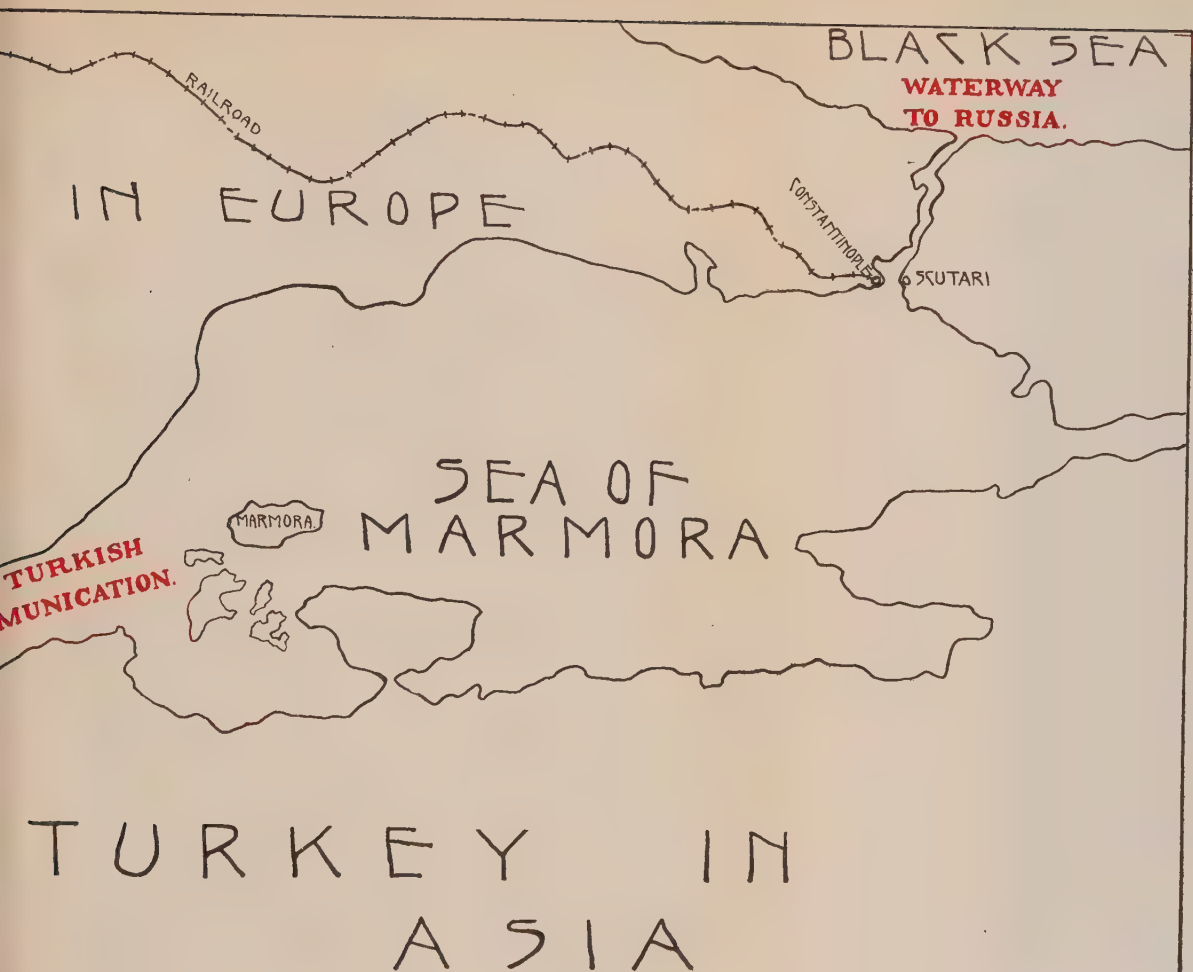 BLACK SEA
WATERWAY
TO RUSSIA.
RAILROAD
IN EUROPE
CONSTANTINOPLE
SCUTARI
SEA OF
MARMORA
MARMORA.
TURKISH
MUNICATION.
TURKEY IN
ASIA